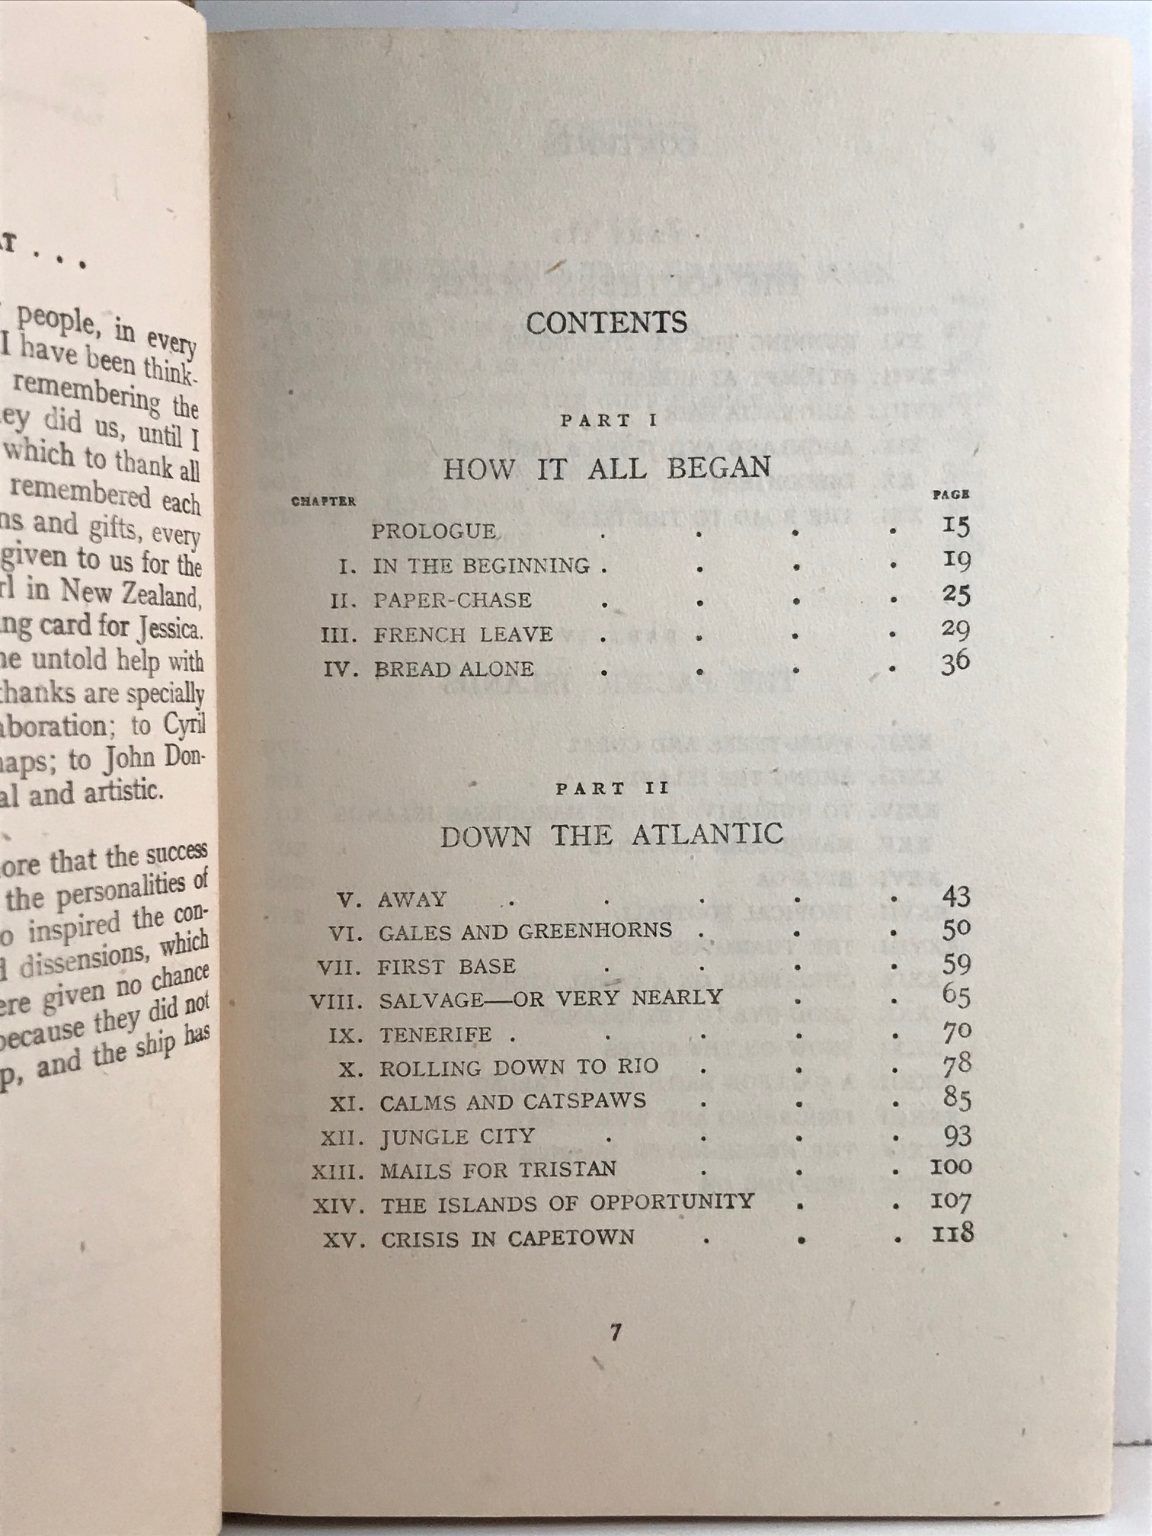 AT . . .
people, in every
I have been think-
remembering the
ey did us, until I
which to thank all
remembered each
ns and gifts, every
given to us for the
rl in New Zealand,
ng card for Jessica.
ne untold help with
thanks are specially
aboration; to Cyril
naps; to John Don-
al and artistic.
ore that the success
the personalities of
o inspired the con-
d dissensions, which
ere given no chance
because they did not
p, and the ship has
CONTENTS
PART I
HOW IT ALL BEGAN
CHAPTER PAGE
PROLOGUE . . . . 15
I. IN THE BEGINNING . . . . 19
II. PAPER-CHASE . . . . 25
III. FRENCH LEAVE . . . . 29
IV. BREAD ALONE . . . . 36
PART II
DOWN THE ATLANTIC
V. AWAY . . . . . 43
VI. GALES AND GREENHORNS . . . 50
VII. FIRST BASE . . . . 59
VIII. SALVAGE—OR VERY NEARLY . . 65
IX. TENERIFE . . . . . 70
X. ROLLING DOWN TO RIO . . . 78
XI. CALMS AND CATSPAWS . . . 85
XII. JUNGLE CITY . . . . 93
XIII. MAILS FOR TRISTAN . . . 100
XIV. THE ISLANDS OF OPPORTUNITY . . 107
XV. CRISIS IN CAPETOWN . . . 118
7